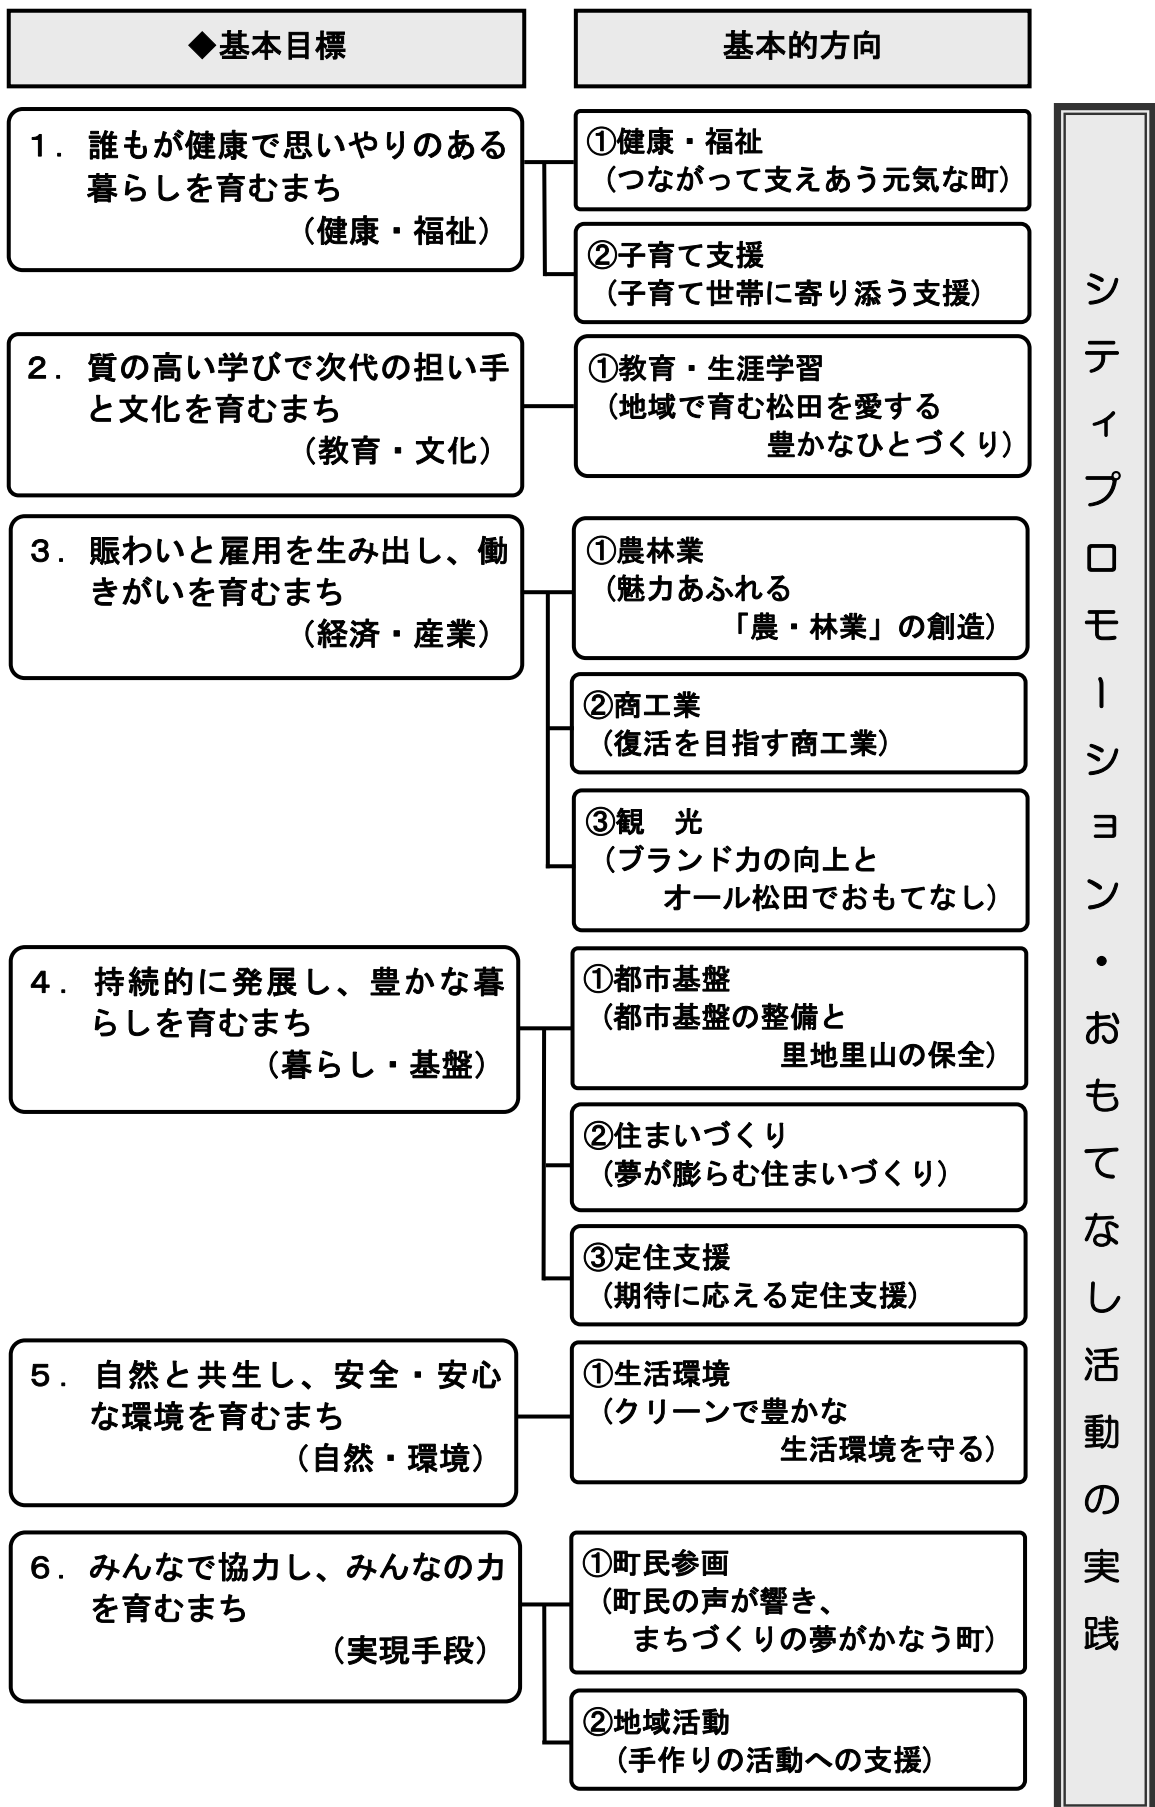 ◆基本目標
基本的方向
１．誰もが健康で思いやりのある
暮らしを育むまち
（健康・福祉）
①健康・福祉
（つながって支えあう元気な町）
②子育て支援
（子育て世帯に寄り添う支援）
２．質の高い学びで次代の担い手
と文化を育むまち
（教育・文化）
①教育・生涯学習
（地域で育む松田を愛する
豊かなひとづくり）
３．賑わいと雇用を生み出し、働
きがいを育むまち
（経済・産業）
①農林業
（魅力あふれる
「農・林業」の創造）
②商工業
（復活を目指す商工業）
③観　光
（ブランド力の向上と
オール松田でおもてなし）
４．持続的に発展し、豊かな暮
らしを育むまち
（暮らし・基盤）
①都市基盤
（都市基盤の整備と
里地里山の保全）
②住まいづくり
（夢が膨らむ住まいづくり）
③定住支援
（期待に応える定住支援）
５．自然と共生し、安全・安心
な環境を育むまち
（自然・環境）
①生活環境
（クリーンで豊かな
生活環境を守る）
６．みんなで協力し、みんなの力
を育むまち
（実現手段）
①町民参画
（町民の声が響き、
まちづくりの夢がかなう町）
②地域活動
（手作りの活動への支援）
シティプロモーション・おもてなし活動の実践